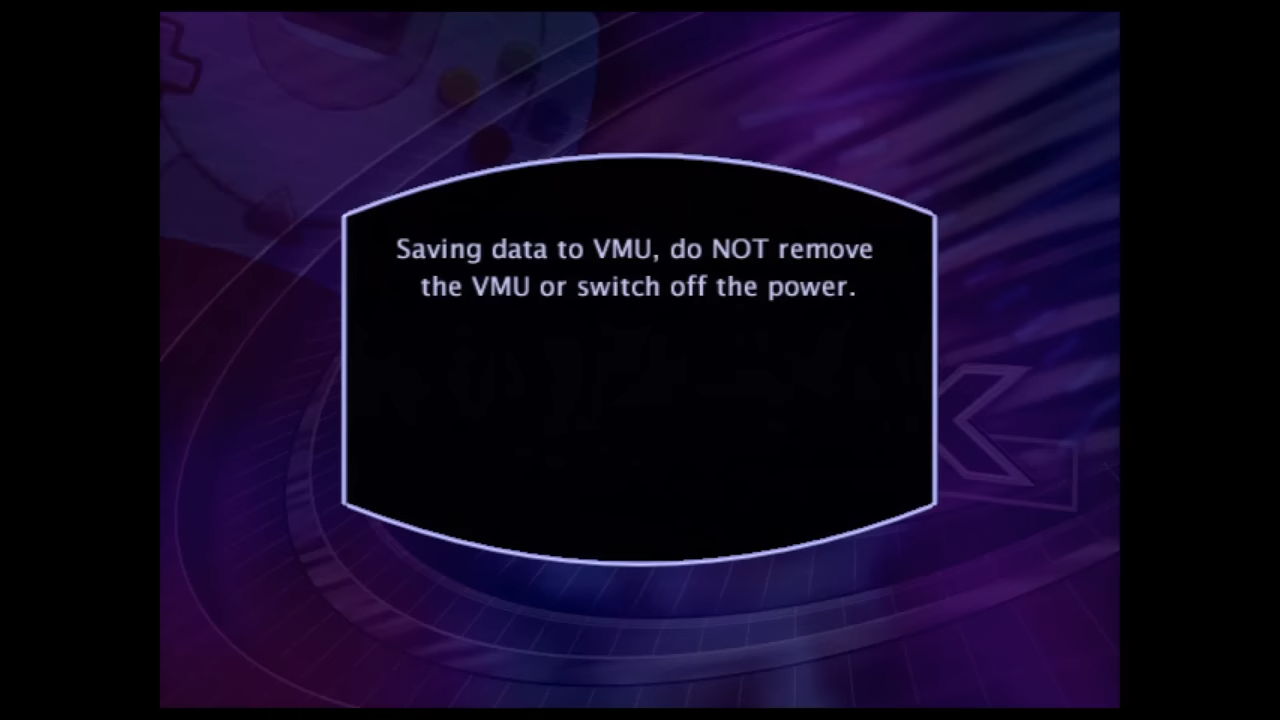 Saving data to VMU, do NOT remove
the VMU or switch off the power.